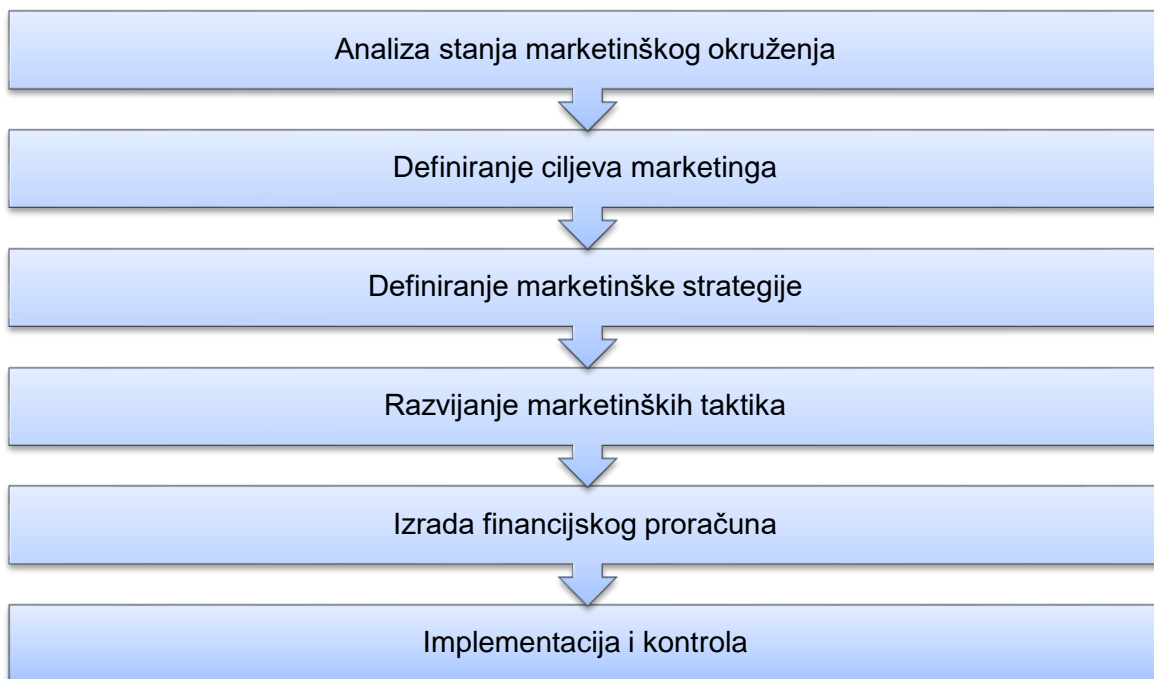 Analiza stanja marketinškog okruženja
Definiranje ciljeva marketinga
Definiranje marketinške strategije
Razvijanje marketinških taktika
Izrada financijskog proračuna
Implementacija i kontrola